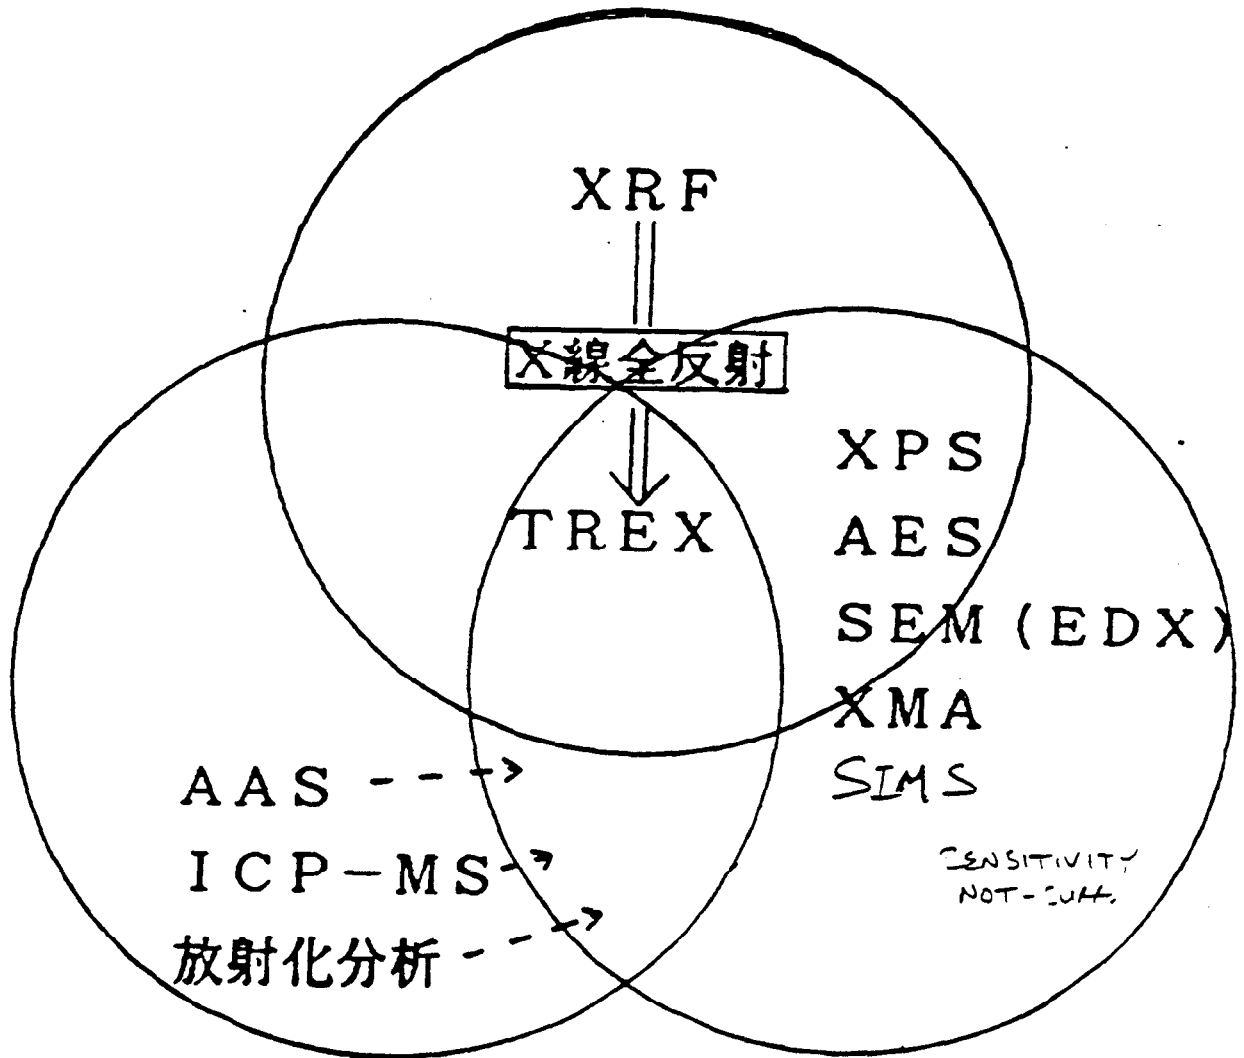 XRF
X線全反射
TREX
XPS
AES
SEM (EDX)
XMA
SIMS
AAS
ICP-MS
放射化分析
SENSITIVITY
NOT-